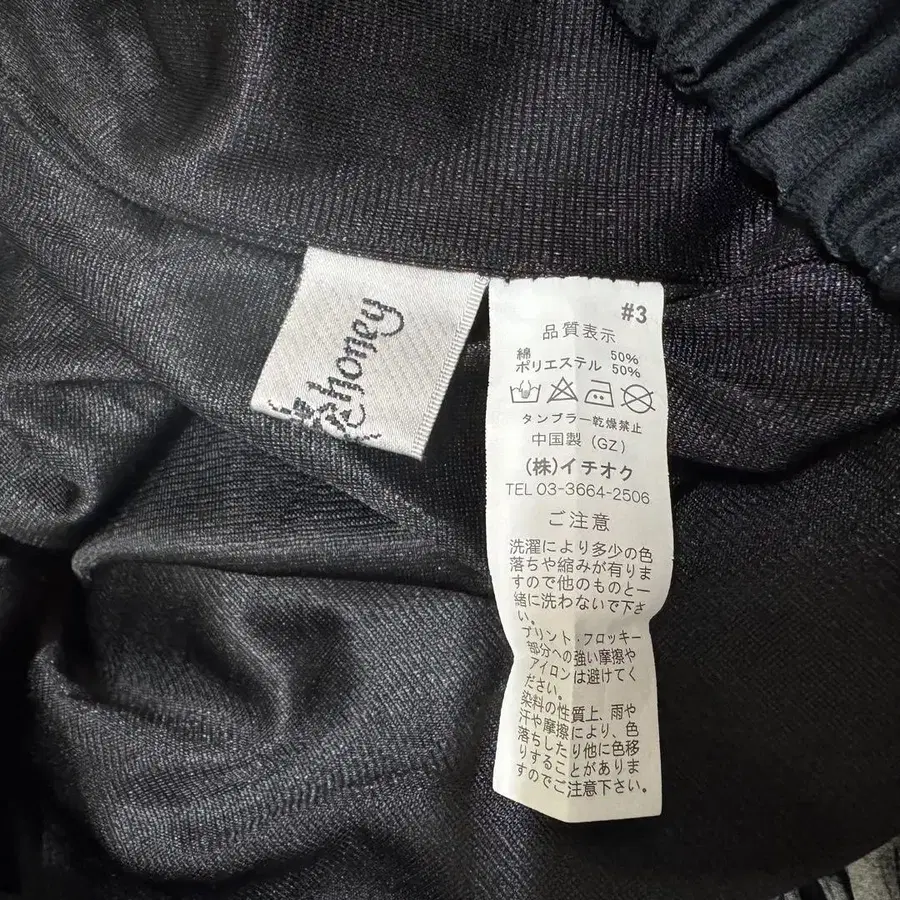 honey
#3
品質表示
綿 50%
ポリエステル 50%
タンブラー乾燥禁止
中国製（GZ）
(株)イチオク
TEL 03-3664-2506
ご注意
洗濯により多少の色
落ちや縮みが有りま
すので他のものと一
緒に洗わないで下さ
い。
プリント・フロッキー
部分への強い摩擦や
アイロンは避けてく
ださい。
染料の性質上、雨や
汗や摩擦により、色
落ちしたり他に色移
りすることがありま
すのでご注意ください。